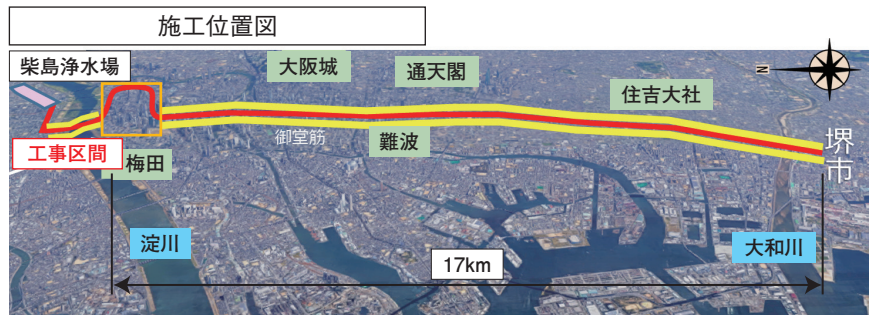 施工位置図
柴島浄水場
大阪城
通天閣
住吉大社
N
工事区間
梅田
御堂筋
難波
堺市
淀川
大和川
17km